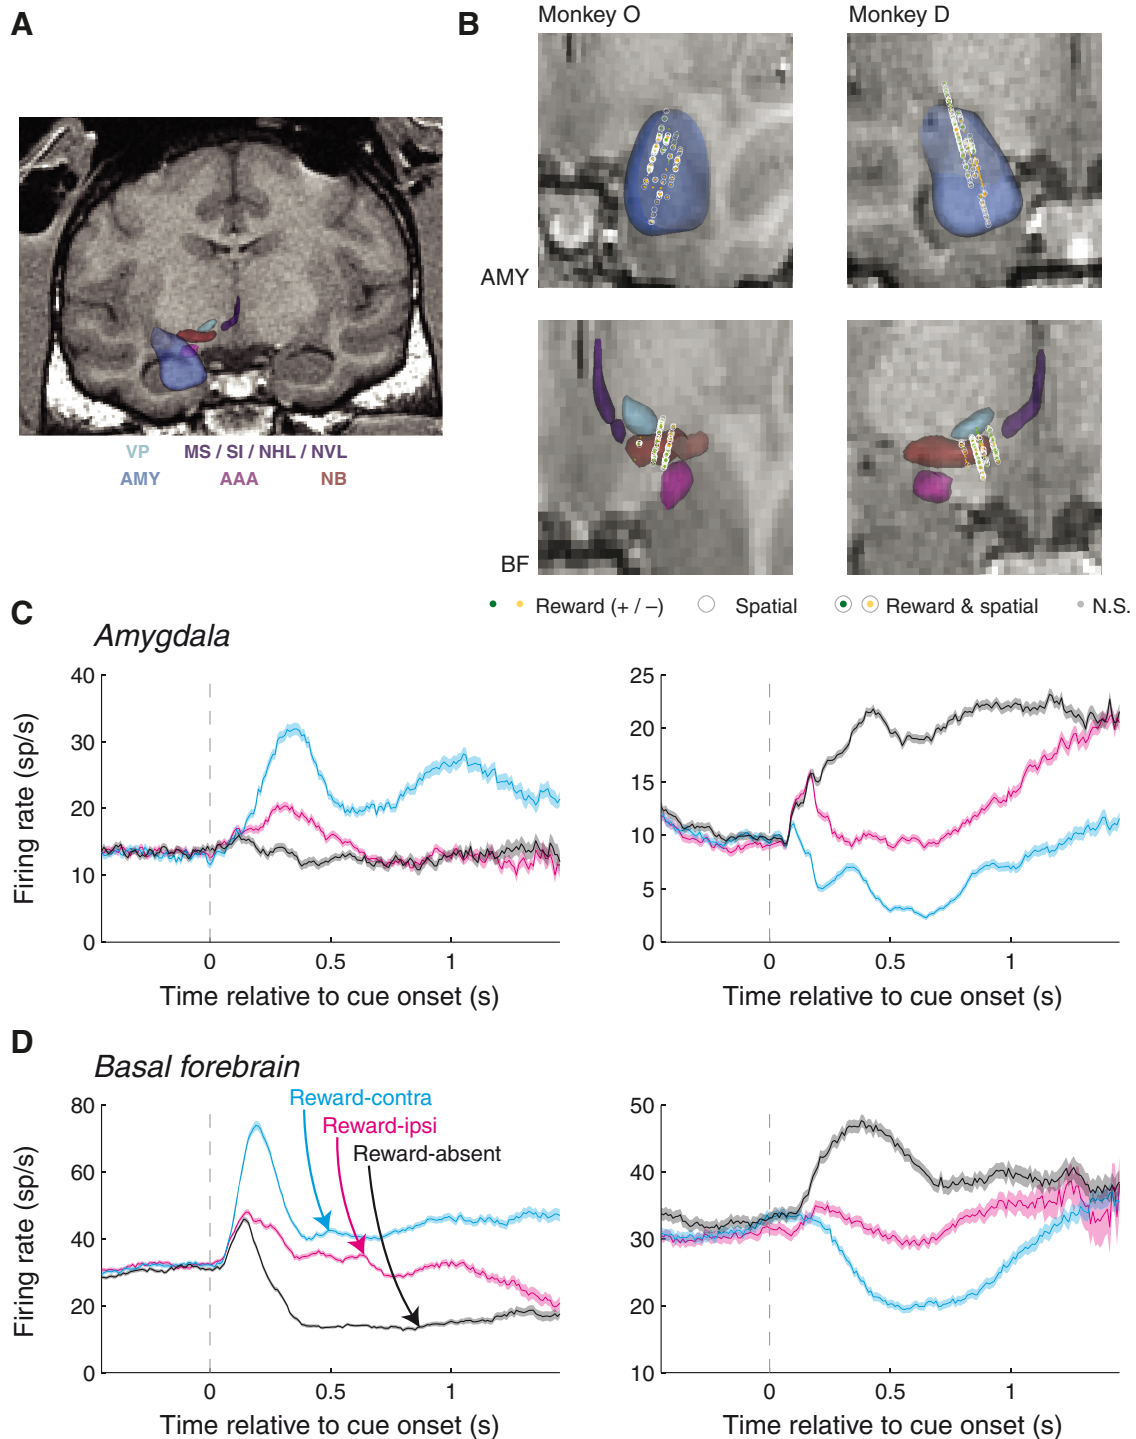 A
VP MS / SI / NHL / NVL
AMY AAA NB
B
Monkey O Monkey D
AMY
BF
Reward (+ / –) Spatial Reward & spatial N.S.
C
Amygdala
Firing rate (sp/s)
40
30
20
10
0
0 0.5 1
Time relative to cue onset (s)
25
20
15
10
5
0
0 0.5 1
Time relative to cue onset (s)
D
Basal forebrain
Firing rate (sp/s)
80
60
40
20
0
Reward-contra
Reward-ipsi
Reward-absent
0 0.5 1
Time relative to cue onset (s)
50
40
30
20
10
0 0.5 1
Time relative to cue onset (s)